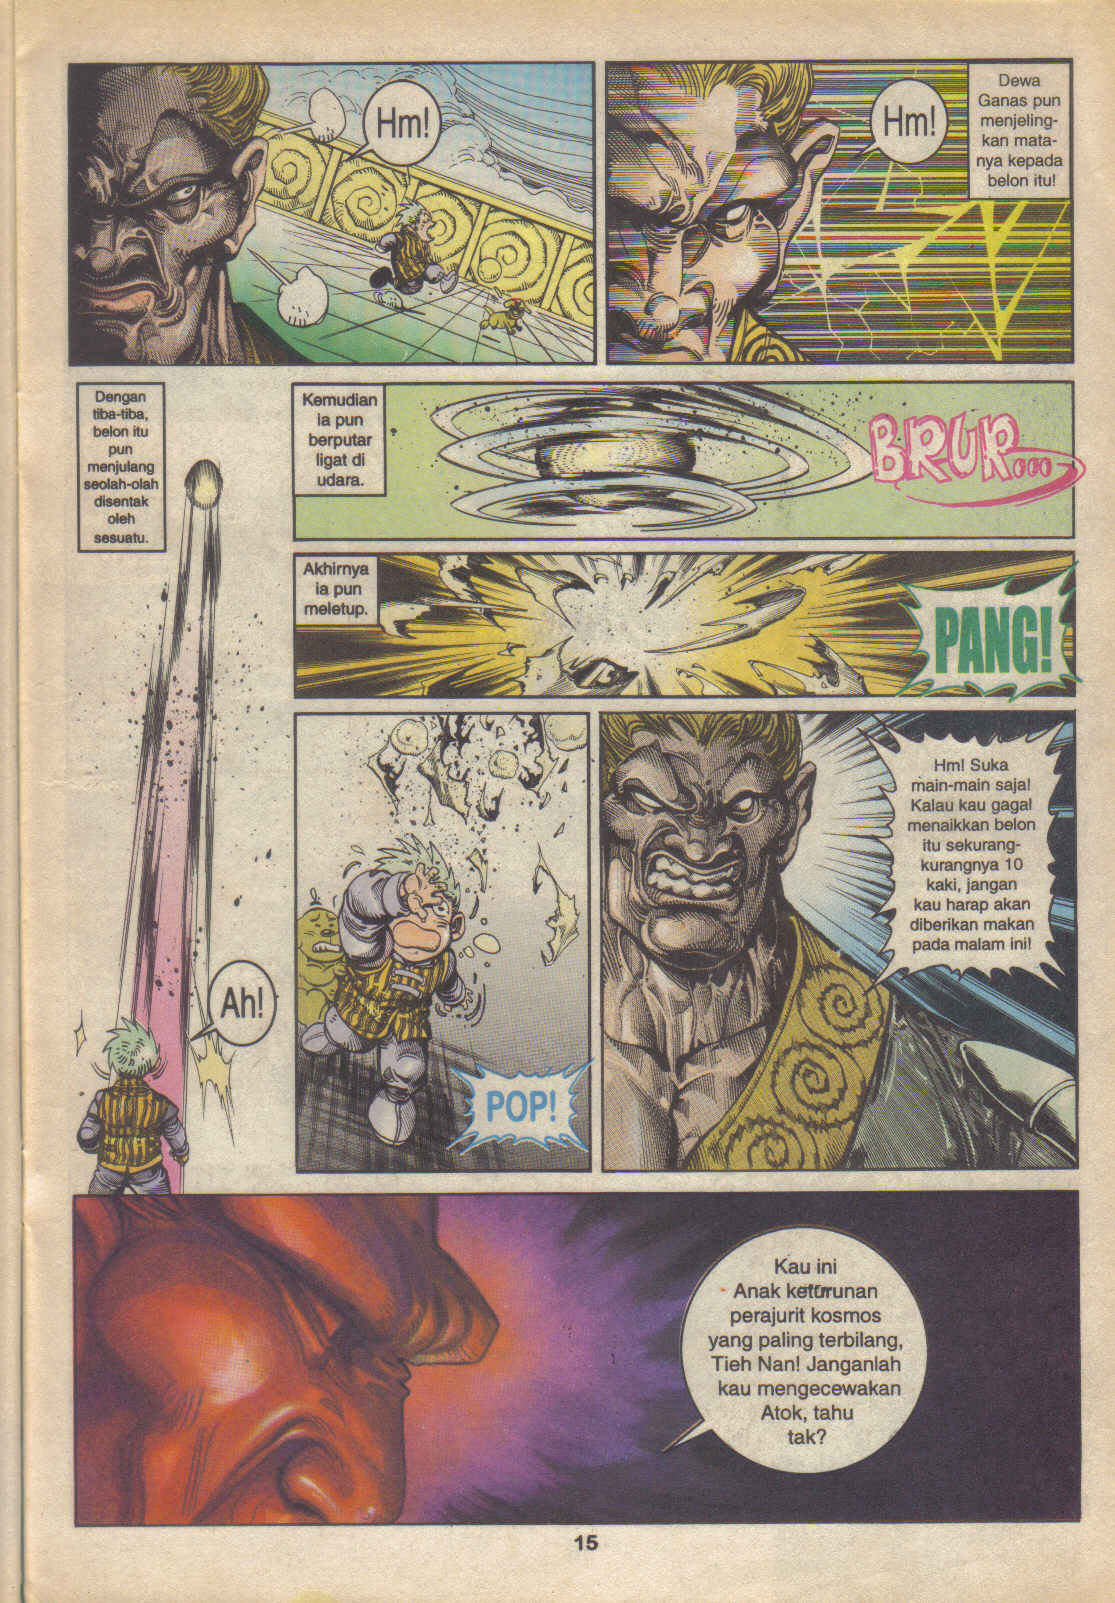 Hm!
Hm!
Dewa
Ganas pun
menjeling-
kan mata-
nya kepada
belon itu!
Dengan
tiba-tiba,
belon itu
pun
menjulang
seolah-olah
disentak
oleh
sesuatu.
Ah!
Kemudian
ia pun
berputar
ligat di
udara.
BRUR...
Akhirnya
ia pun
meletup.
PANG!
POP!
Hm! Suka
main-main saja!
Kalau kau gagal
menaikkan belon
itu sekurang-
kurangnya 10
kaki, jangan
kau harap akan
diberikan makan
pada malam ini!
Kau ini
Anak keturunan
perajurit kosmos
yang paling terbilang,
Tieh Nan! Janganlah
kau mengecewakan
Atok, tahu
tak?
15